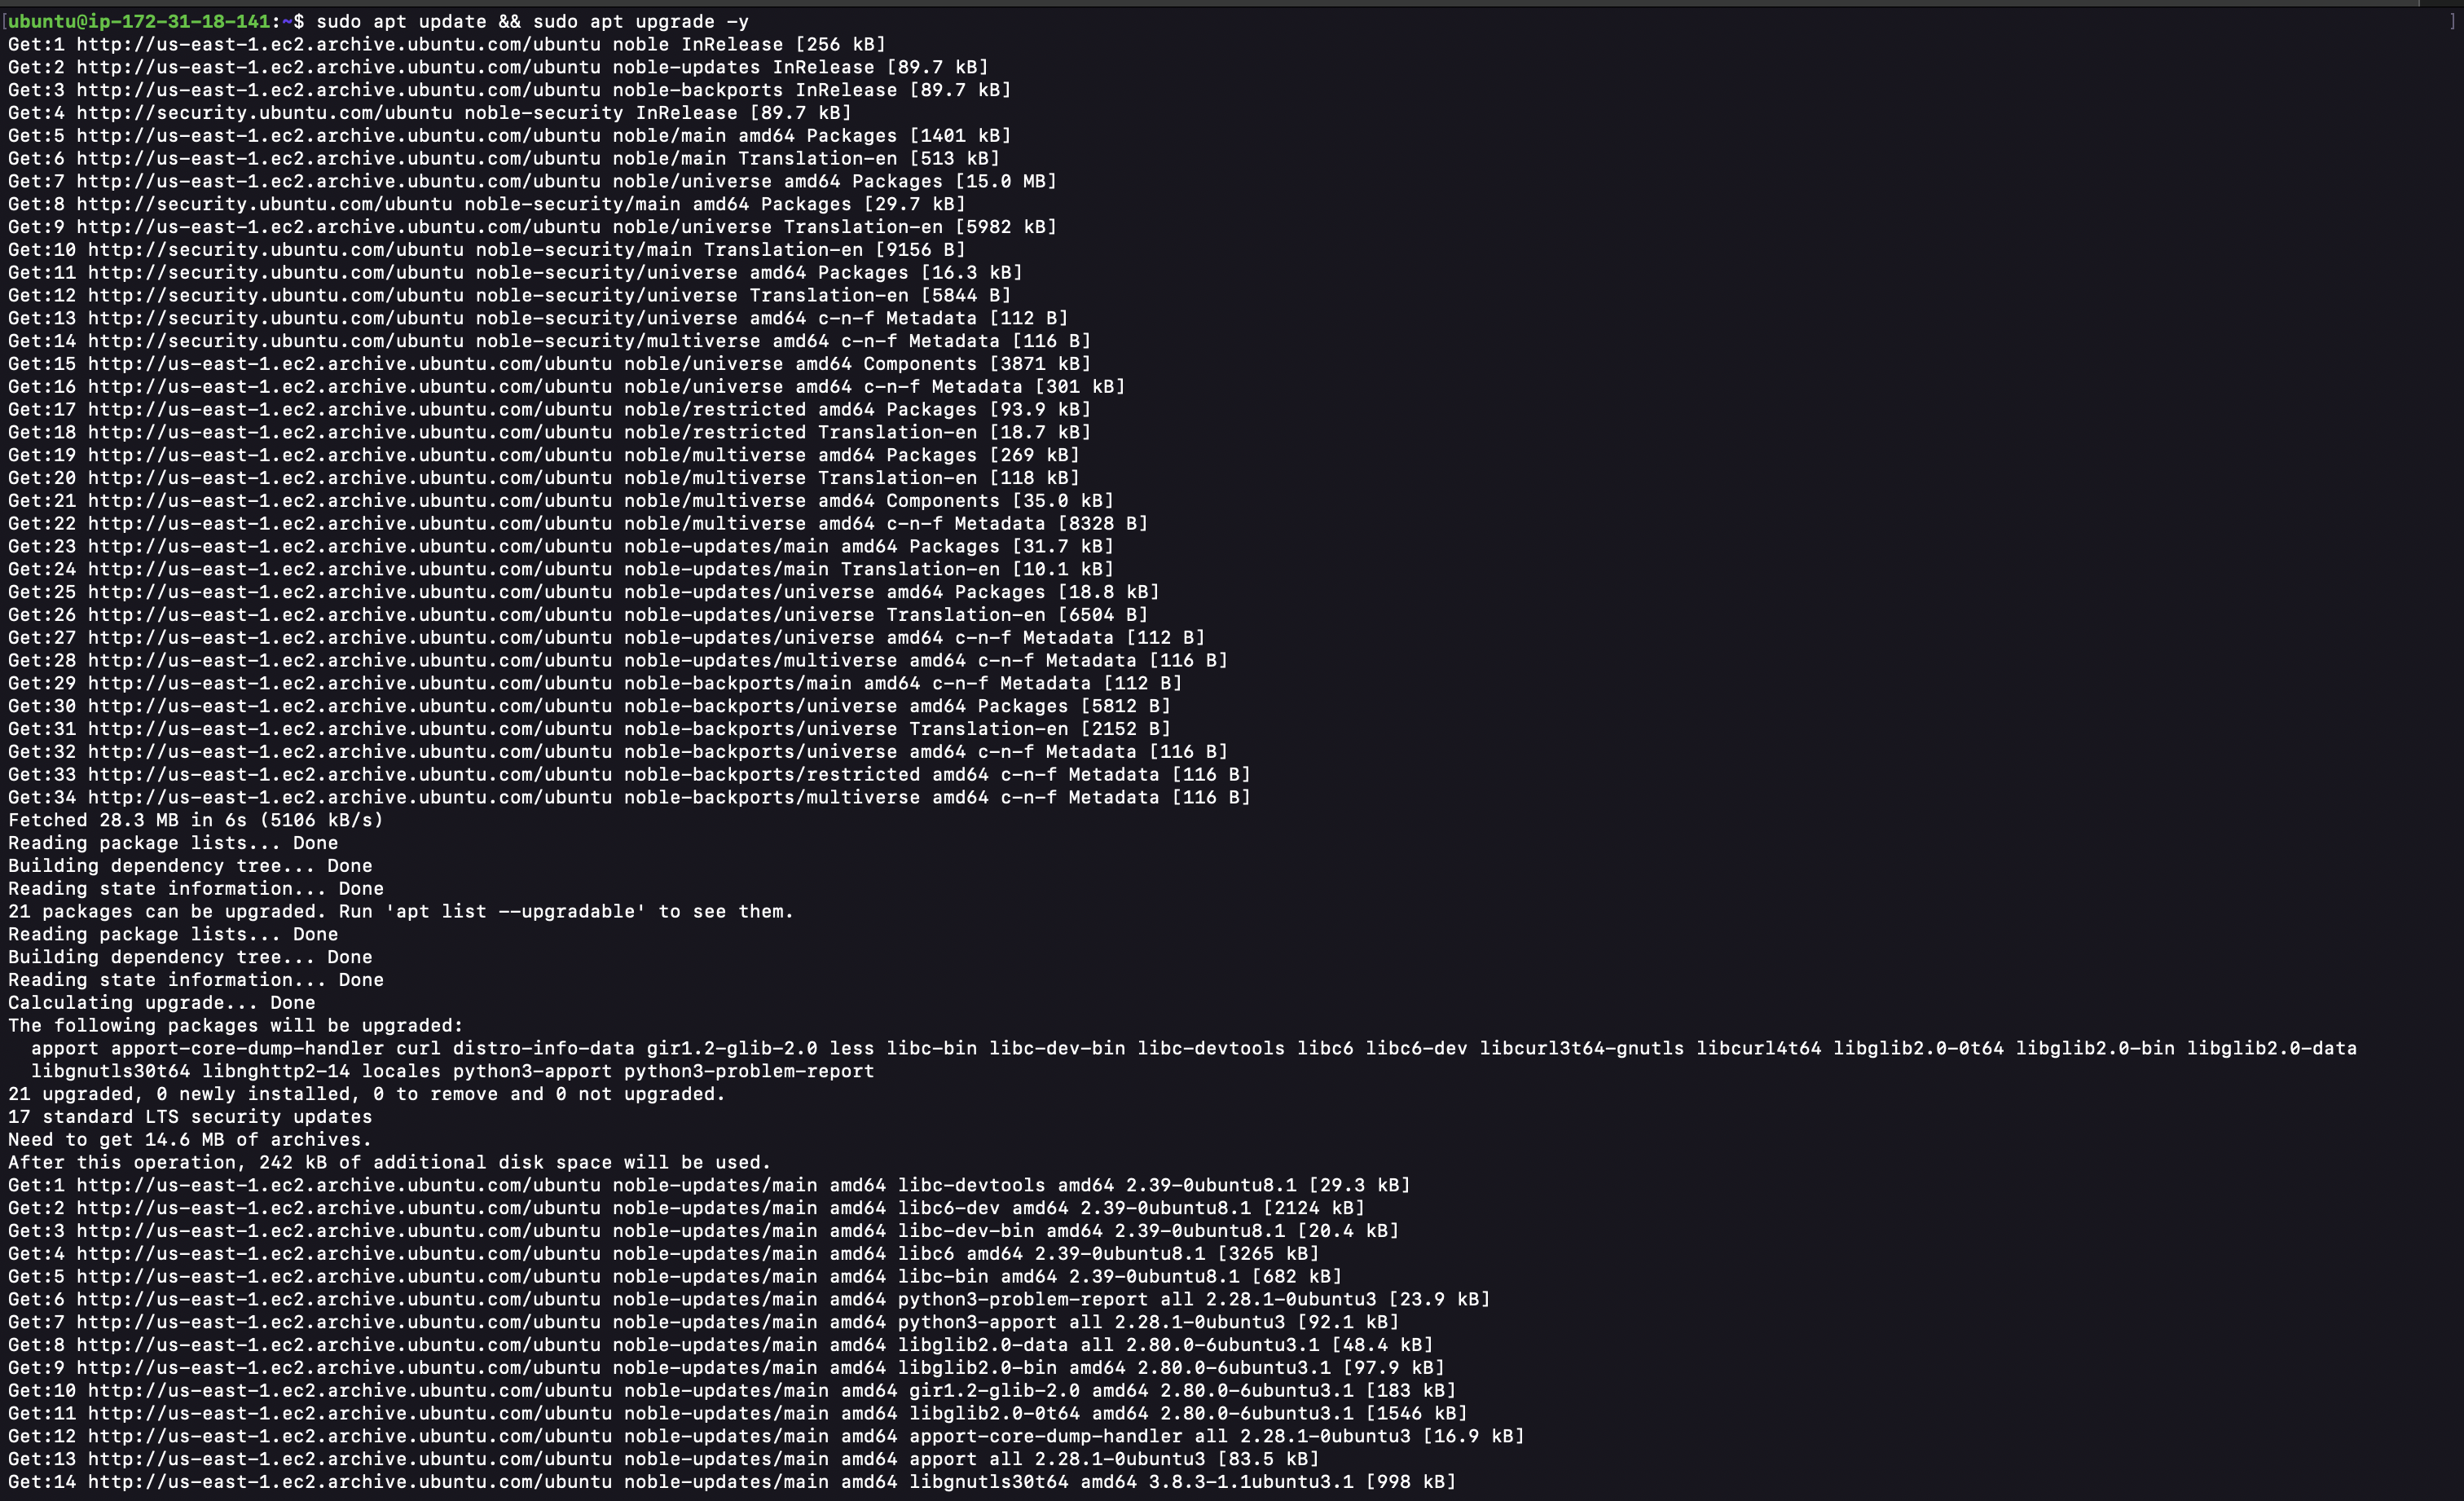 [ubuntu@ip-172-31-18-141:~$ sudo apt update && sudo apt upgrade -y ]
Get:1 http://us-east-1.ec2.archive.ubuntu.com/ubuntu noble InRelease [256 kB]
Get:2 http://us-east-1.ec2.archive.ubuntu.com/ubuntu noble-updates InRelease [89.7 kB]
Get:3 http://us-east-1.ec2.archive.ubuntu.com/ubuntu noble-backports InRelease [89.7 kB]
Get:4 http://security.ubuntu.com/ubuntu noble-security InRelease [89.7 kB]
Get:5 http://us-east-1.ec2.archive.ubuntu.com/ubuntu noble/main amd64 Packages [1401 kB]
Get:6 http://us-east-1.ec2.archive.ubuntu.com/ubuntu noble/main Translation-en [513 kB]
Get:7 http://us-east-1.ec2.archive.ubuntu.com/ubuntu noble/universe amd64 Packages [15.0 MB]
Get:8 http://security.ubuntu.com/ubuntu noble-security/main amd64 Packages [29.7 kB]
Get:9 http://us-east-1.ec2.archive.ubuntu.com/ubuntu noble/universe Translation-en [5982 kB]
Get:10 http://security.ubuntu.com/ubuntu noble-security/main Translation-en [9156 B]
Get:11 http://security.ubuntu.com/ubuntu noble-security/universe amd64 Packages [16.3 kB]
Get:12 http://security.ubuntu.com/ubuntu noble-security/universe Translation-en [5844 B]
Get:13 http://security.ubuntu.com/ubuntu noble-security/universe amd64 c-n-f Metadata [112 B]
Get:14 http://security.ubuntu.com/ubuntu noble-security/multiverse amd64 c-n-f Metadata [116 B]
Get:15 http://us-east-1.ec2.archive.ubuntu.com/ubuntu noble/universe amd64 Components [3871 kB]
Get:16 http://us-east-1.ec2.archive.ubuntu.com/ubuntu noble/universe amd64 c-n-f Metadata [301 kB]
Get:17 http://us-east-1.ec2.archive.ubuntu.com/ubuntu noble/restricted amd64 Packages [93.9 kB]
Get:18 http://us-east-1.ec2.archive.ubuntu.com/ubuntu noble/restricted Translation-en [18.7 kB]
Get:19 http://us-east-1.ec2.archive.ubuntu.com/ubuntu noble/multiverse amd64 Packages [269 kB]
Get:20 http://us-east-1.ec2.archive.ubuntu.com/ubuntu noble/multiverse Translation-en [118 kB]
Get:21 http://us-east-1.ec2.archive.ubuntu.com/ubuntu noble/multiverse amd64 Components [35.0 kB]
Get:22 http://us-east-1.ec2.archive.ubuntu.com/ubuntu noble/multiverse amd64 c-n-f Metadata [8328 B]
Get:23 http://us-east-1.ec2.archive.ubuntu.com/ubuntu noble-updates/main amd64 Packages [31.7 kB]
Get:24 http://us-east-1.ec2.archive.ubuntu.com/ubuntu noble-updates/main Translation-en [10.1 kB]
Get:25 http://us-east-1.ec2.archive.ubuntu.com/ubuntu noble-updates/universe amd64 Packages [18.8 kB]
Get:26 http://us-east-1.ec2.archive.ubuntu.com/ubuntu noble-updates/universe Translation-en [6504 B]
Get:27 http://us-east-1.ec2.archive.ubuntu.com/ubuntu noble-updates/universe amd64 c-n-f Metadata [112 B]
Get:28 http://us-east-1.ec2.archive.ubuntu.com/ubuntu noble-updates/multiverse amd64 c-n-f Metadata [116 B]
Get:29 http://us-east-1.ec2.archive.ubuntu.com/ubuntu noble-backports/main amd64 c-n-f Metadata [112 B]
Get:30 http://us-east-1.ec2.archive.ubuntu.com/ubuntu noble-backports/universe amd64 Packages [5812 B]
Get:31 http://us-east-1.ec2.archive.ubuntu.com/ubuntu noble-backports/universe Translation-en [2152 B]
Get:32 http://us-east-1.ec2.archive.ubuntu.com/ubuntu noble-backports/universe amd64 c-n-f Metadata [116 B]
Get:33 http://us-east-1.ec2.archive.ubuntu.com/ubuntu noble-backports/restricted amd64 c-n-f Metadata [116 B]
Get:34 http://us-east-1.ec2.archive.ubuntu.com/ubuntu noble-backports/multiverse amd64 c-n-f Metadata [116 B]
Fetched 28.3 MB in 6s (5106 kB/s)
Reading package lists... Done
Building dependency tree... Done
Reading state information... Done
21 packages can be upgraded. Run 'apt list --upgradable' to see them.
Reading package lists... Done
Building dependency tree... Done
Reading state information... Done
Calculating upgrade... Done
The following packages will be upgraded:
  apport apport-core-dump-handler curl distro-info-data gir1.2-glib-2.0 less libc-bin libc-dev-bin libc-devtools libc6 libc6-dev libcurl3t64-gnutls libcurl4t64 libglib2.0-0t64 libglib2.0-bin libglib2.0-data
  libgnutls30t64 libnghttp2-14 locales python3-apport python3-problem-report
21 upgraded, 0 newly installed, 0 to remove and 0 not upgraded.
17 standard LTS security updates
Need to get 14.6 MB of archives.
After this operation, 242 kB of additional disk space will be used.
Get:1 http://us-east-1.ec2.archive.ubuntu.com/ubuntu noble-updates/main amd64 libc-devtools amd64 2.39-0ubuntu8.1 [29.3 kB]
Get:2 http://us-east-1.ec2.archive.ubuntu.com/ubuntu noble-updates/main amd64 libc6-dev amd64 2.39-0ubuntu8.1 [2124 kB]
Get:3 http://us-east-1.ec2.archive.ubuntu.com/ubuntu noble-updates/main amd64 libc-dev-bin amd64 2.39-0ubuntu8.1 [20.4 kB]
Get:4 http://us-east-1.ec2.archive.ubuntu.com/ubuntu noble-updates/main amd64 libc6 amd64 2.39-0ubuntu8.1 [3265 kB]
Get:5 http://us-east-1.ec2.archive.ubuntu.com/ubuntu noble-updates/main amd64 libc-bin amd64 2.39-0ubuntu8.1 [682 kB]
Get:6 http://us-east-1.ec2.archive.ubuntu.com/ubuntu noble-updates/main amd64 python3-problem-report all 2.28.1-0ubuntu3 [23.9 kB]
Get:7 http://us-east-1.ec2.archive.ubuntu.com/ubuntu noble-updates/main amd64 python3-apport all 2.28.1-0ubuntu3 [92.1 kB]
Get:8 http://us-east-1.ec2.archive.ubuntu.com/ubuntu noble-updates/main amd64 libglib2.0-data all 2.80.0-6ubuntu3.1 [48.4 kB]
Get:9 http://us-east-1.ec2.archive.ubuntu.com/ubuntu noble-updates/main amd64 libglib2.0-bin amd64 2.80.0-6ubuntu3.1 [97.9 kB]
Get:10 http://us-east-1.ec2.archive.ubuntu.com/ubuntu noble-updates/main amd64 gir1.2-glib-2.0 amd64 2.80.0-6ubuntu3.1 [183 kB]
Get:11 http://us-east-1.ec2.archive.ubuntu.com/ubuntu noble-updates/main amd64 libglib2.0-0t64 amd64 2.80.0-6ubuntu3.1 [1546 kB]
Get:12 http://us-east-1.ec2.archive.ubuntu.com/ubuntu noble-updates/main amd64 apport-core-dump-handler all 2.28.1-0ubuntu3 [16.9 kB]
Get:13 http://us-east-1.ec2.archive.ubuntu.com/ubuntu noble-updates/main amd64 apport all 2.28.1-0ubuntu3 [83.5 kB]
Get:14 http://us-east-1.ec2.archive.ubuntu.com/ubuntu noble-updates/main amd64 libgnutls30t64 amd64 3.8.3-1.1ubuntu3.1 [998 kB]